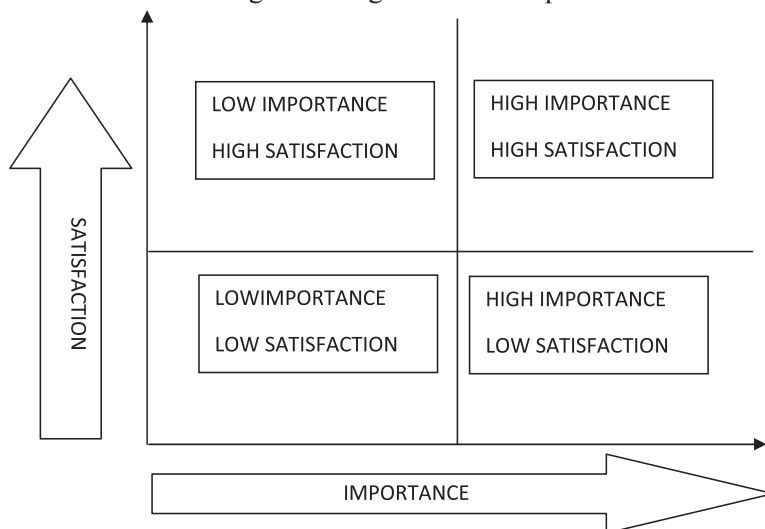 LOW IMPORTANCE
HIGH SATISFACTION
HIGH IMPORTANCE
HIGH SATISFACTION
SATISFACTION
LOWIMPORTANCE
LOW SATISFACTION
HIGH IMPORTANCE
LOW SATISFACTION
IMPORTANCE